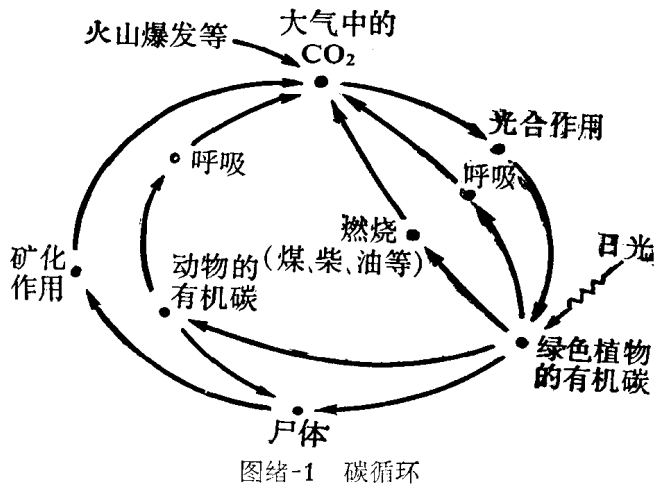 火山爆发等
大气中的
CO₂
光合作用
呼吸
呼吸
燃烧
(煤、柴、油等)
日光
矿化
作用
动物的
有机碳
绿色植物
的有机碳
尸体
图绪-1 碳循环